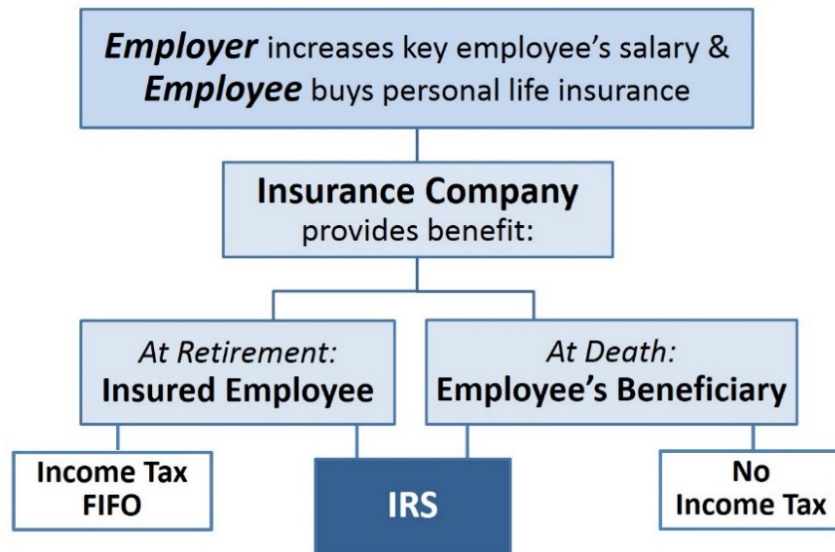 Employer increases key employee's salary &
Employee buys personal life insurance
Insurance Company
provides benefit:
At Retirement:
Insured Employee
At Death:
Employee's Beneficiary
Income Tax
FIFO
IRS
No
Income Tax